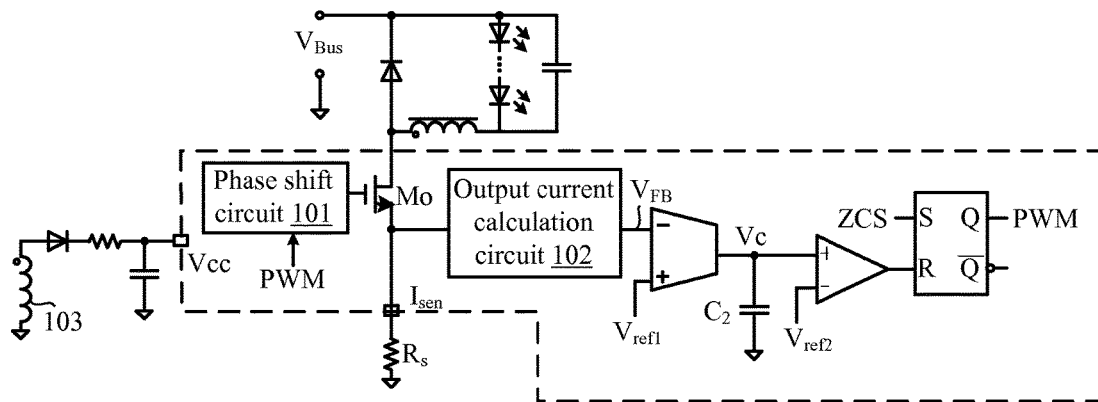 V_Bus
Phase shift
circuit 101
Mo
Output current
calculation
circuit 102
V_FB
−
+
V_ref1
Vc
C_2
+
−
V_ref2
ZCS
S
Q
PWM
R
Q̅
Vcc
PWM
103
I_sen
R_s